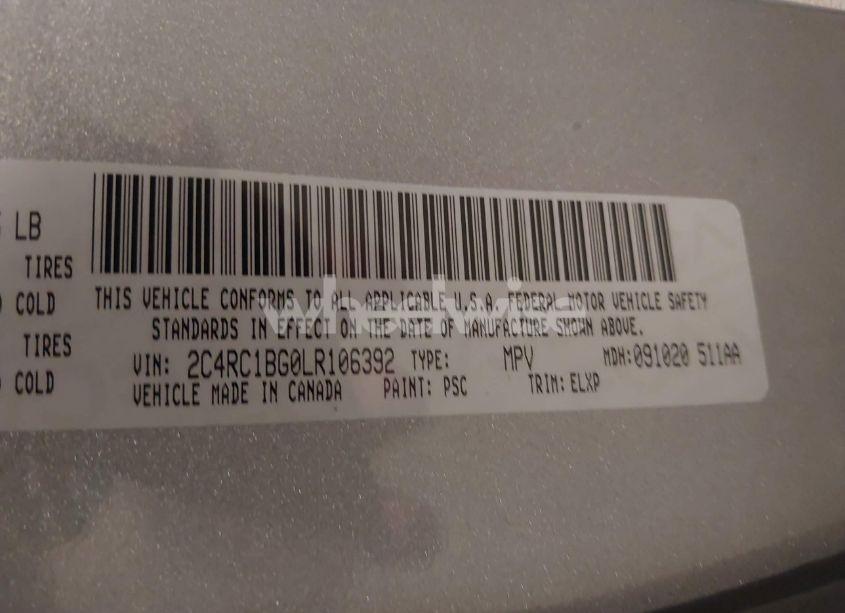 LB
TIRES
COLD
TIRES
COLD
THIS VEHICLE CONFORMS TO ALL APPLICABLE U.S.A. FEDERAL MOTOR VEHICLE SAFETY
STANDARDS IN EFFECT ON THE DATE OF MANUFACTURE SHOWN ABOVE.
VIN: 2C4RC1BG0LR106392 TYPE: MPV MDH:091020 511AA
VEHICLE MADE IN CANADA PAINT: PSC TRIM: ELXP